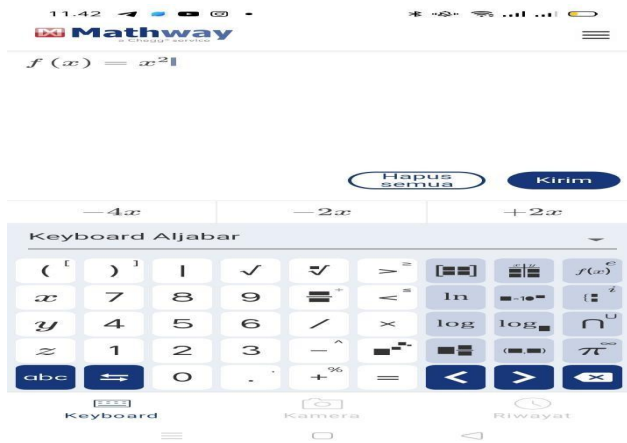 11.42
Mathway
a Chegg® service
f (x) = x²
Hapus semua
Kirim
−4x −2x +2x
Keyboard Aljabar
( [ ) ] | √ √ > ≥ f(x) e
x 7 8 9 + < ≤ ln i
y 4 5 6 / × log log ∩ ∪
z 1 2 3 − ^ π ∞
abc 0 . , + % = < >
Keyboard Kamera Riwayat